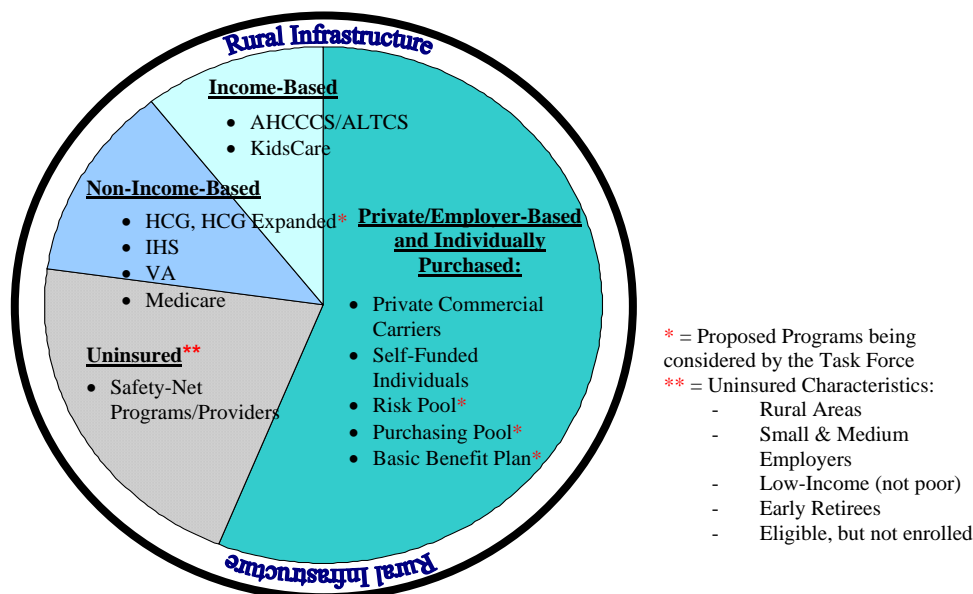 Rural Infrastructure
Income-Based
• AHCCCS/ALTCS
• KidsCare
Non-Income-Based
• HCG, HCG Expanded*
• IHS
• VA
• Medicare
Uninsured**
• Safety-Net
Programs/Providers
Private/Employer-Based
and Individually
Purchased:
• Private Commercial
Carriers
• Self-Funded
Individuals
• Risk Pool*
• Purchasing Pool*
• Basic Benefit Plan*
Rural Infrastructure
* = Proposed Programs being
considered by the Task Force
** = Uninsured Characteristics:
- Rural Areas
- Small & Medium
Employers
- Low-Income (not poor)
- Early Retirees
- Eligible, but not enrolled